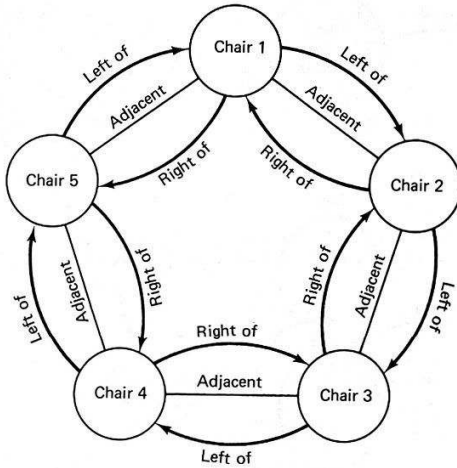 Chair 1
Left of
Left of
Adjacent
Adjacent
Right of
Right of
Chair 5
Chair 2
Right of
Right of
Adjacent
Adjacent
Left of
Left of
Right of
Chair 4
Adjacent
Chair 3
Left of